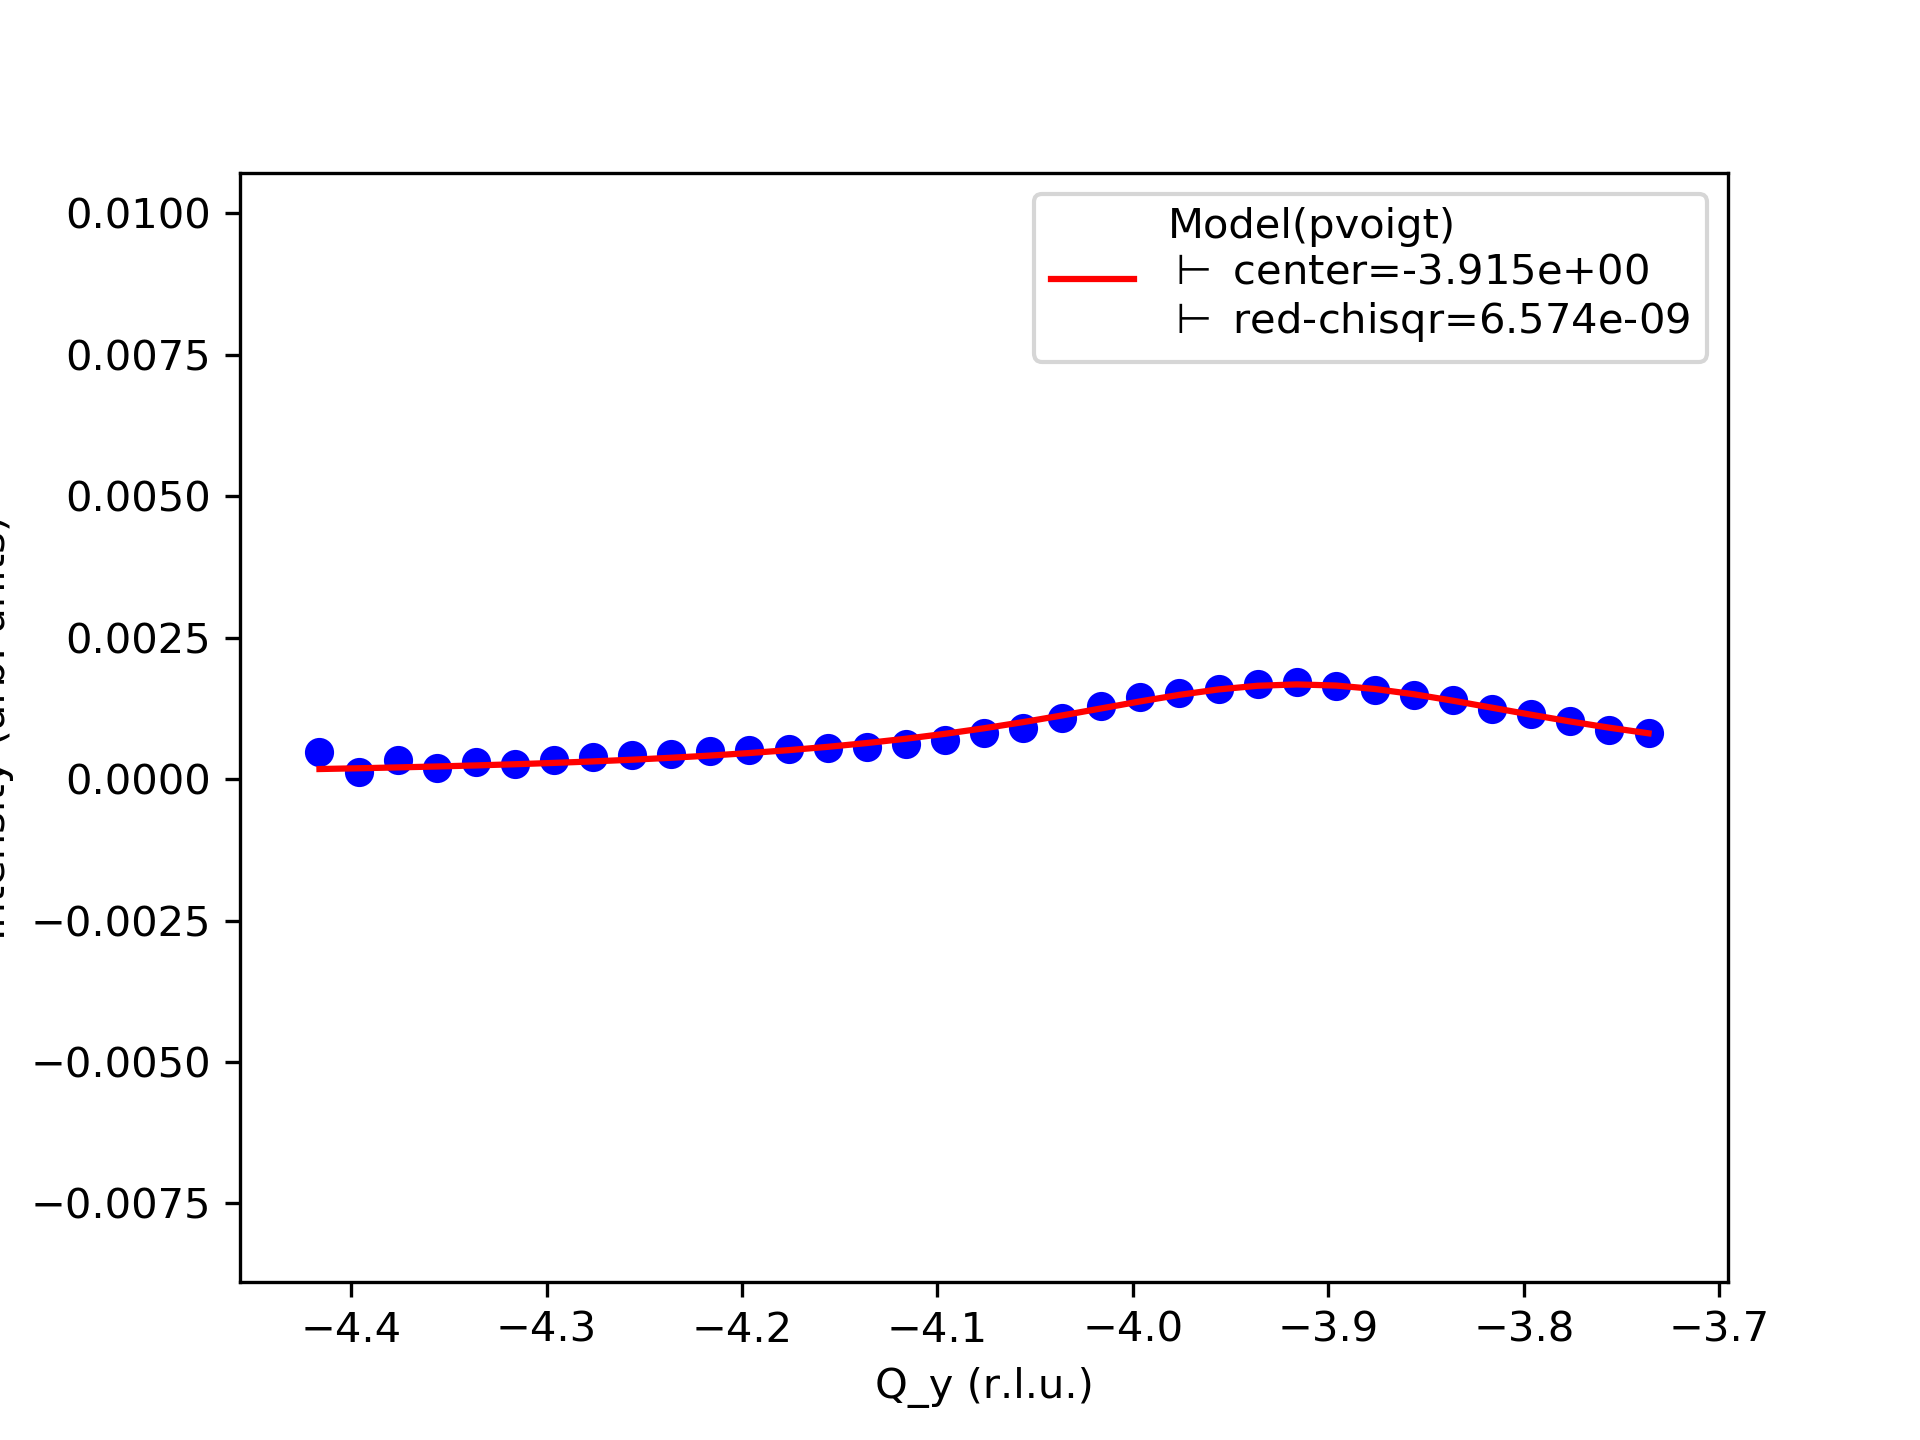 0.0100
0.0075
0.0050
0.0025
0.0000
−0.0025
−0.0050
−0.0075
Model(pvoigt)
⊢ center=-3.915e+00
⊢ red-chisqr=6.574e-09
−4.4 −4.3 −4.2 −4.1 −4.0 −3.9 −3.8 −3.7
Q_y (r.l.u.)